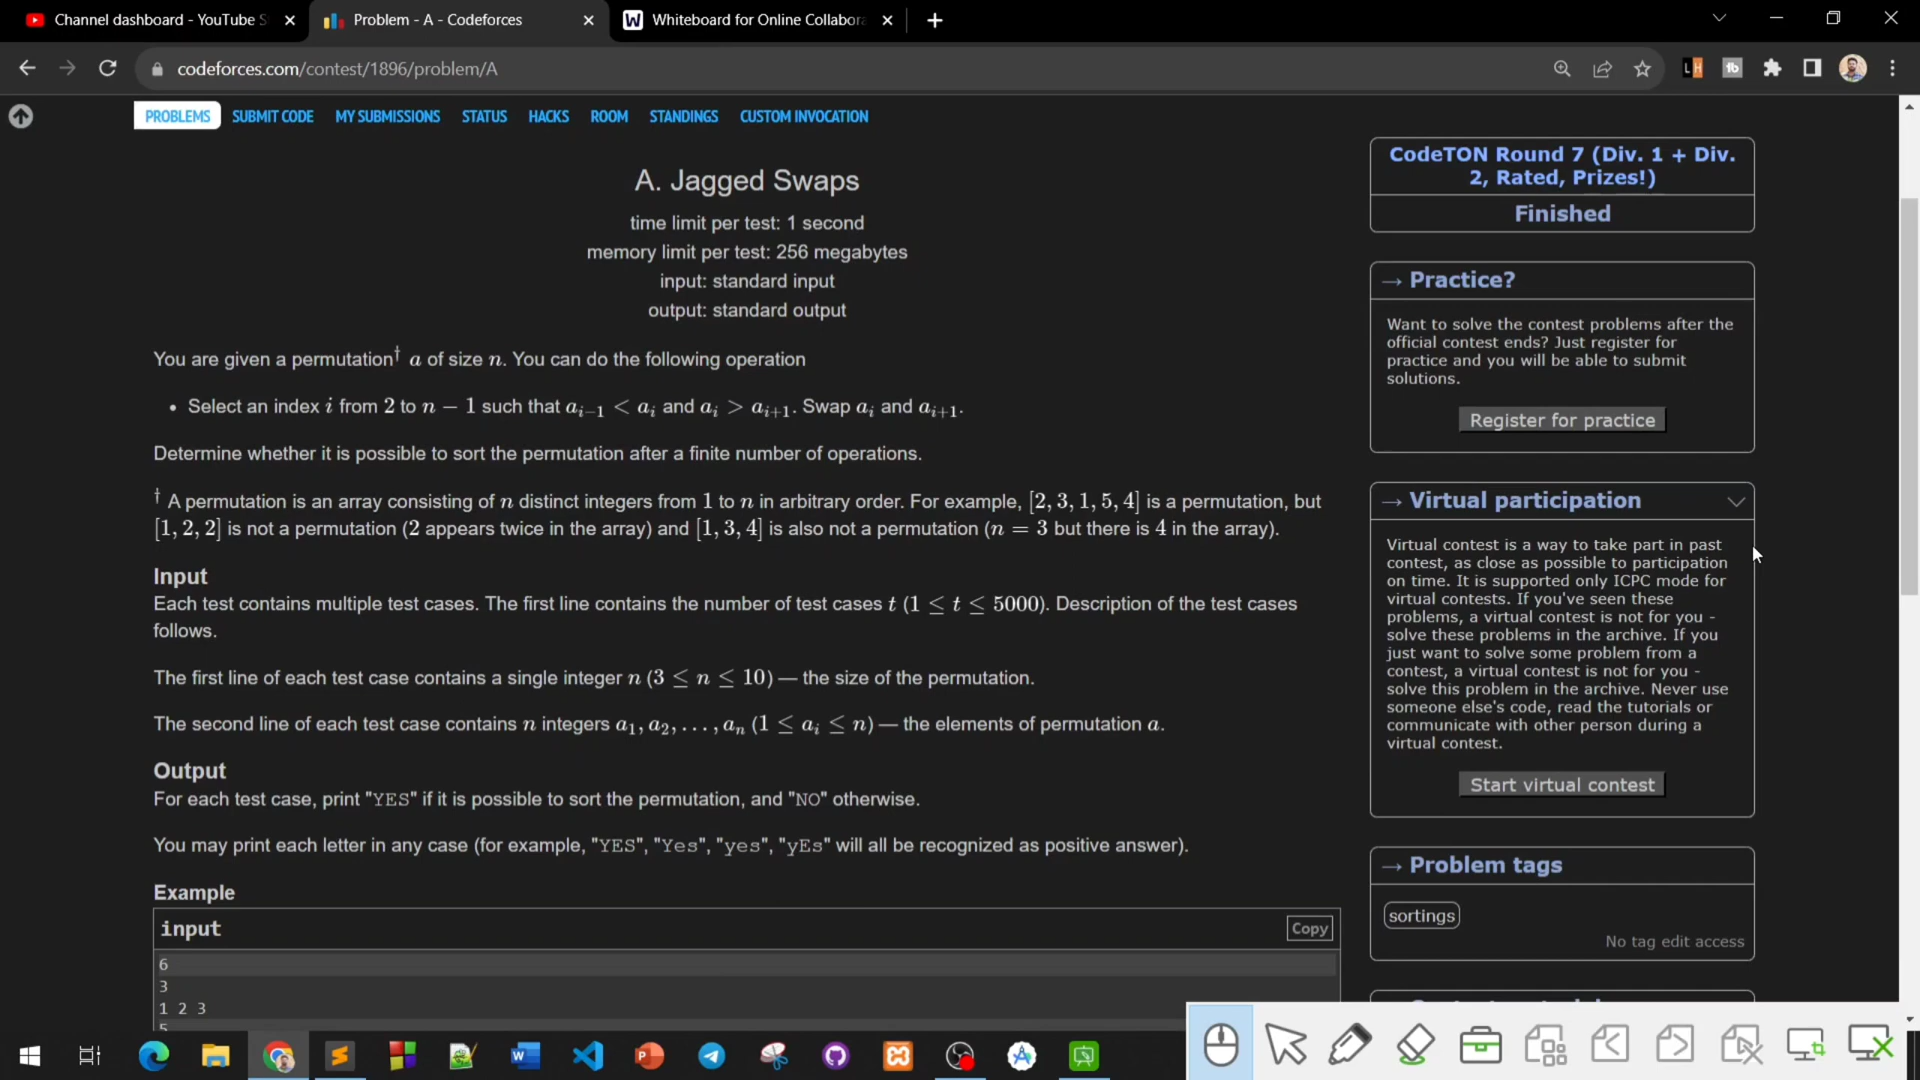 Channel dashboard - YouTube S
Problem - A - Codeforces
Whiteboard for Online Collabora
codeforces.com/contest/1896/problem/A
PROBLEMS SUBMIT CODE MY SUBMISSIONS STATUS HACKS ROOM STANDINGS CUSTOM INVOCATION
A. Jagged Swaps
time limit per test: 1 second
memory limit per test: 256 megabytes
input: standard input
output: standard output
You are given a permutation† a of size n. You can do the following operation
• Select an index i from 2 to n − 1 such that a_{i−1} < a_i and a_i > a_{i+1}. Swap a_i and a_{i+1}.
Determine whether it is possible to sort the permutation after a finite number of operations.
† A permutation is an array consisting of n distinct integers from 1 to n in arbitrary order. For example, [2, 3, 1, 5, 4] is a permutation, but
[1, 2, 2] is not a permutation (2 appears twice in the array) and [1, 3, 4] is also not a permutation (n = 3 but there is 4 in the array).
Input
Each test contains multiple test cases. The first line contains the number of test cases t (1 ≤ t ≤ 5000). Description of the test cases
follows.
The first line of each test case contains a single integer n (3 ≤ n ≤ 10) — the size of the permutation.
The second line of each test case contains n integers a_1, a_2, . . . , a_n (1 ≤ a_i ≤ n) — the elements of permutation a.
Output
For each test case, print "YES" if it is possible to sort the permutation, and "NO" otherwise.
You may print each letter in any case (for example, "YES", "Yes", "yes", "yEs" will all be recognized as positive answer).
Example
input
Copy
6
3
1 2 3
5
CodeTON Round 7 (Div. 1 + Div.
2, Rated, Prizes!)
Finished
→ Practice?
Want to solve the contest problems after the
official contest ends? Just register for
practice and you will be able to submit
solutions.
Register for practice
→ Virtual participation
Virtual contest is a way to take part in past
contest, as close as possible to participation
on time. It is supported only ICPC mode for
virtual contests. If you've seen these
problems, a virtual contest is not for you -
solve these problems in the archive. If you
just want to solve some problem from a
contest, a virtual contest is not for you -
solve this problem in the archive. Never use
someone else's code, read the tutorials or
communicate with other person during a
virtual contest.
Start virtual contest
→ Problem tags
sortings
No tag edit access